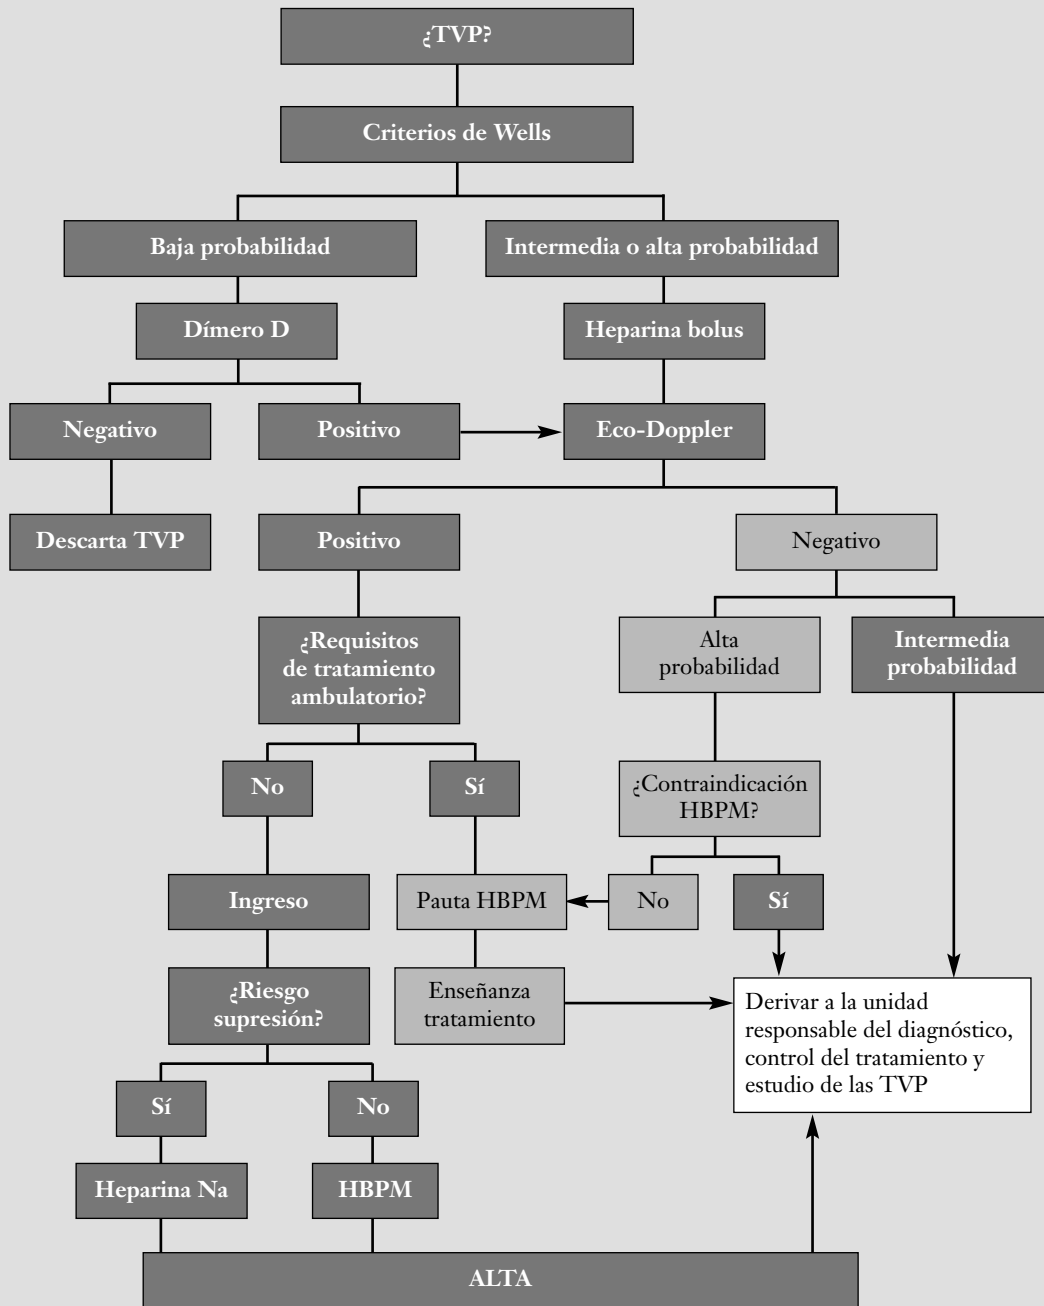 ¿TVP?
Criterios de Wells
Baja probabilidad
Intermedia o alta probabilidad
Dímero D
Heparina bolus
Negativo
Positivo
Eco-Doppler
Descarta TVP
Positivo
Negativo
¿Requisitos
de tratamiento
ambulatorio?
Alta
probabilidad
Intermedia
probabilidad
No
Sí
¿Contraindicación
HBPM?
Ingreso
Pauta HBPM
No
Sí
¿Riesgo
supresión?
Enseñanza
tratamiento
Derivar a la unidad
responsable del diagnóstico,
control del tratamiento y
estudio de las TVP
Sí
No
Heparina Na
HBPM
ALTA